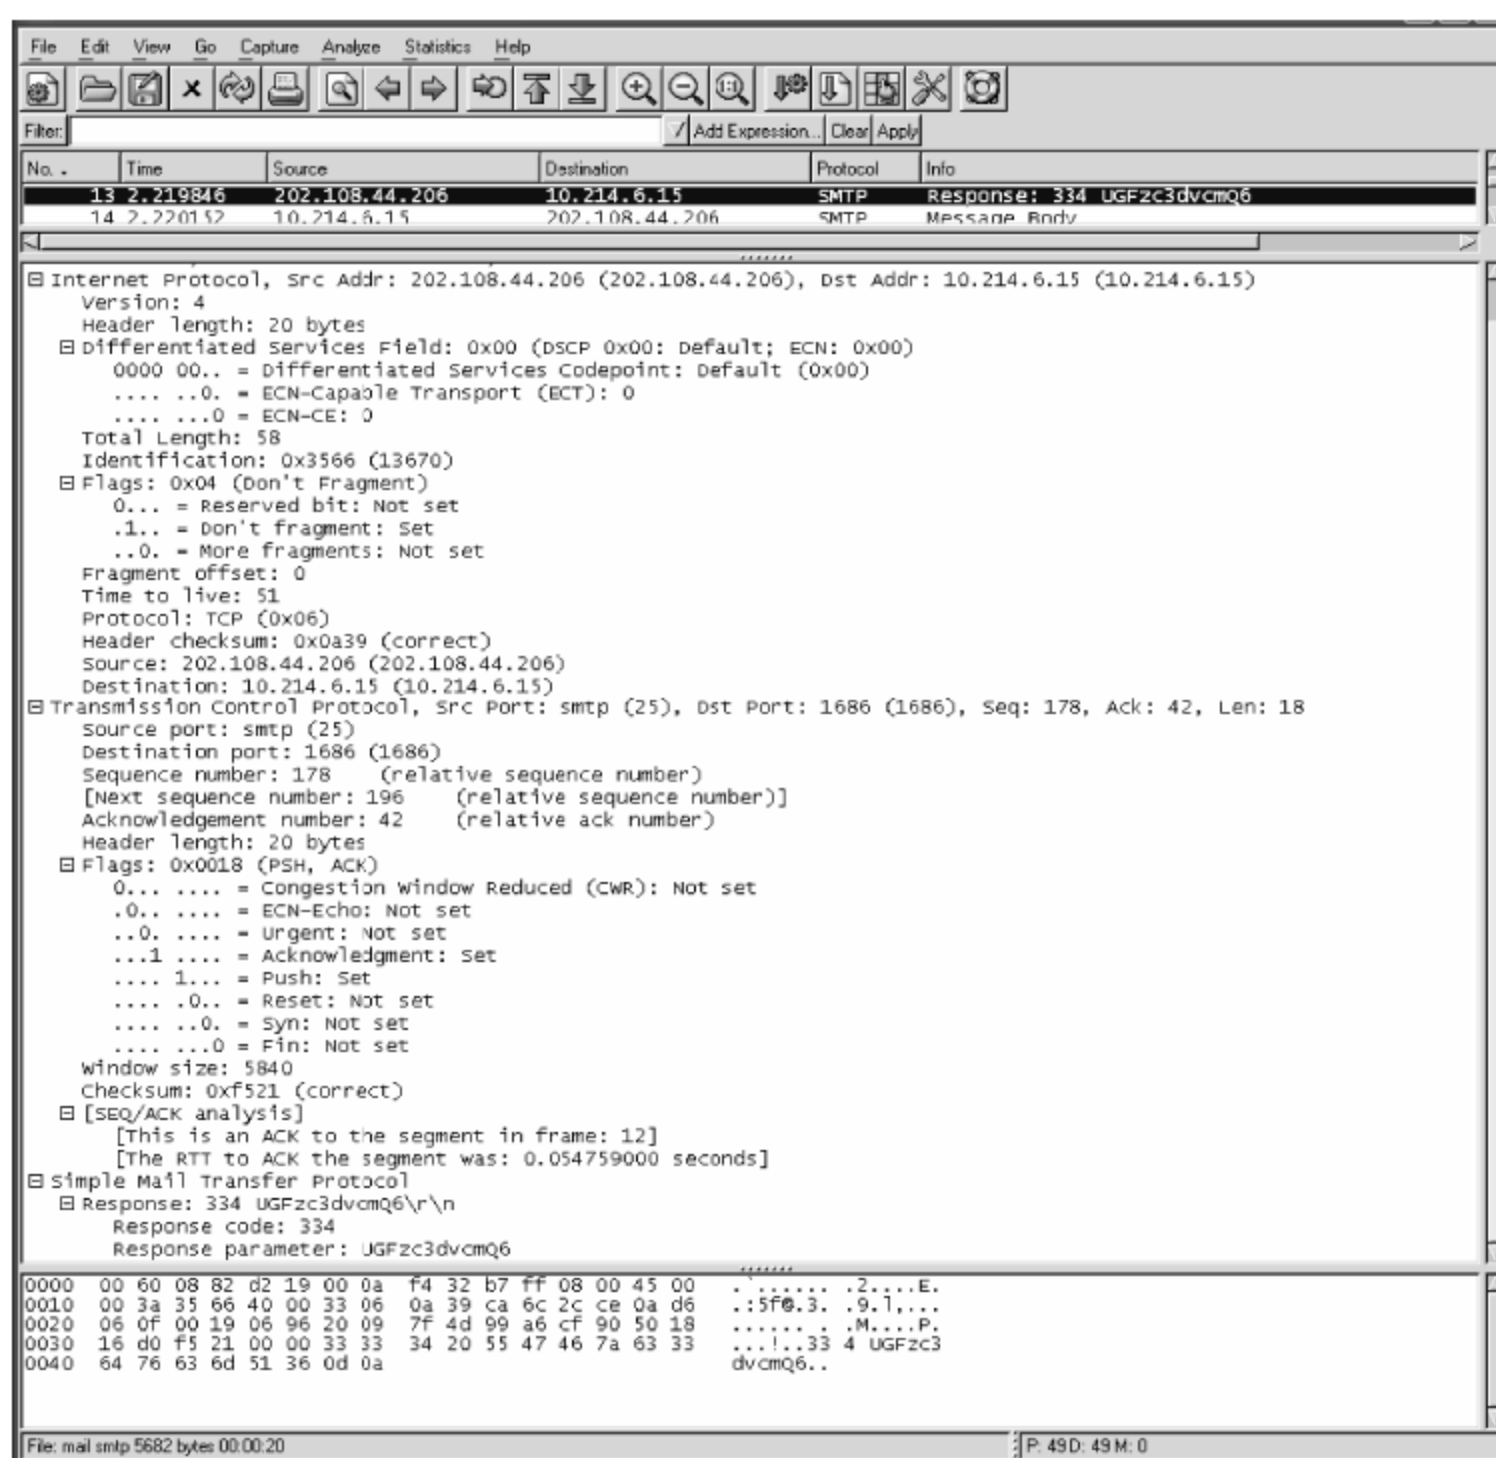 File Edit View Go Capture Analyze Statistics Help
Filter: Add Expression... Clear Apply
No. . Time Source Destination Protocol Info
13 2.219846 202.108.44.206 10.214.6.15 SMTP Response: 334 UGFzc3dvcmQ6
14 2.220152 10.214.6.15 202.108.44.206 SMTP Message Body
Internet Protocol, Src Addr: 202.108.44.206 (202.108.44.206), Dst Addr: 10.214.6.15 (10.214.6.15)
Version: 4
Header length: 20 bytes
Differentiated Services Field: 0x00 (DSCP 0x00: Default; ECN: 0x00)
0000 00.. = Differentiated Services Codepoint: Default (0x00)
.... ..0. = ECN-Capable Transport (ECT): 0
.... ...0 = ECN-CE: 0
Total Length: 58
Identification: 0x3566 (13670)
Flags: 0x04 (Don't Fragment)
0... = Reserved bit: Not set
.1.. = Don't fragment: Set
..0. = More fragments: Not set
Fragment offset: 0
Time to live: 51
Protocol: TCP (0x06)
Header checksum: 0x0a39 (correct)
Source: 202.108.44.206 (202.108.44.206)
Destination: 10.214.6.15 (10.214.6.15)
Transmission Control Protocol, Src Port: smtp (25), Dst Port: 1686 (1686), Seq: 178, Ack: 42, Len: 18
Source port: smtp (25)
Destination port: 1686 (1686)
Sequence number: 178 (relative sequence number)
[Next sequence number: 196 (relative sequence number)]
Acknowledgement number: 42 (relative ack number)
Header length: 20 bytes
Flags: 0x0018 (PSH, ACK)
0... .... = Congestion Window Reduced (CWR): Not set
.0.. .... = ECN-Echo: Not set
..0. .... = Urgent: Not set
...1 .... = Acknowledgment: Set
.... 1... = Push: Set
.... .0.. = Reset: Not set
.... ..0. = Syn: Not set
.... ...0 = Fin: Not set
Window size: 5840
Checksum: 0xf521 (correct)
[SEQ/ACK analysis]
[This is an ACK to the segment in frame: 12]
[The RTT to ACK the segment was: 0.054759000 seconds]
Simple Mail Transfer Protocol
Response: 334 UGFzc3dvcmQ6\r\n
Response code: 334
Response parameter: UGFzc3dvcmQ6
0000 00 60 08 82 d2 19 00 0a f4 32 b7 ff 08 00 45 00 .`...... .2....E.
0010 00 3a 35 66 40 00 33 06 0a 39 ca 6c 2c ce 0a d6 .:5f@.3. .9.l,...
0020 06 0f 00 19 06 96 20 09 7f 4d 99 a6 cf 90 50 18 ...... . .M....P.
0030 16 d0 f5 21 00 00 33 33 34 20 55 47 46 7a 63 33 ...!..33 4 UGFzc3
0040 64 76 63 6d 51 36 0d 0a dvcmQ6..
File: mail smtp 5682 bytes 00:00:20 P: 49 D: 49 M: 0